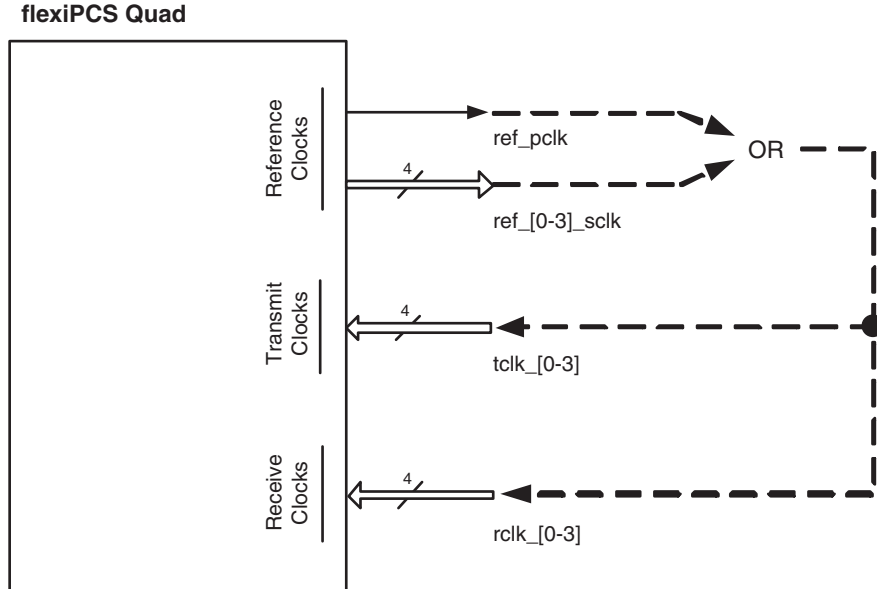 flexiPCS Quad
Reference
Clocks
ref_pclk
OR
4
ref_[0-3]_sclk
Transmit
Clocks
4
tclk_[0-3]
Receive
Clocks
4
rclk_[0-3]